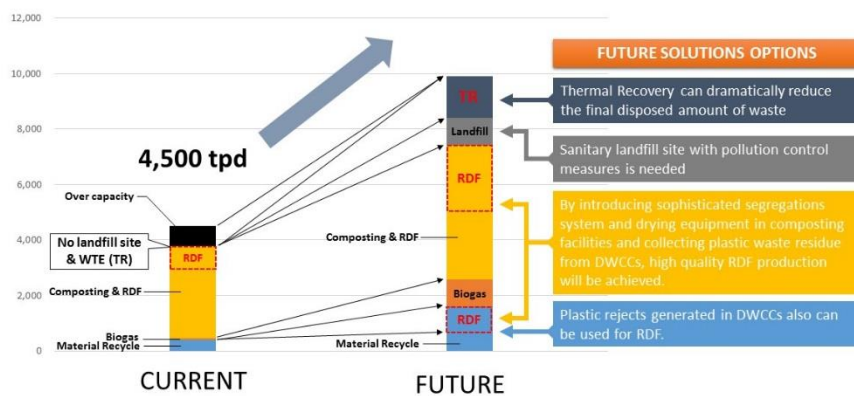 12,000
10,000
8,000
6,000
4,000
2,000
0
4,500 tpd
Over capacity
No landfill site
& WTE (TR)
RDF
Composting & RDF
Biogas
Material Recycle
CURRENT
TR
Landfill
RDF
Composting & RDF
Biogas
RDF
Material Recycle
FUTURE
FUTURE SOLUTIONS OPTIONS
Thermal Recovery can dramatically reduce
the final disposed amount of waste
Sanitary landfill site with pollution control
measures is needed
By introducing sophisticated segregations
system and drying equipment in composting
facilities and collecting plastic waste residue
from DWCCs, high quality RDF production
will be achieved.
Plastic rejects generated in DWCCs also can
be used for RDF.